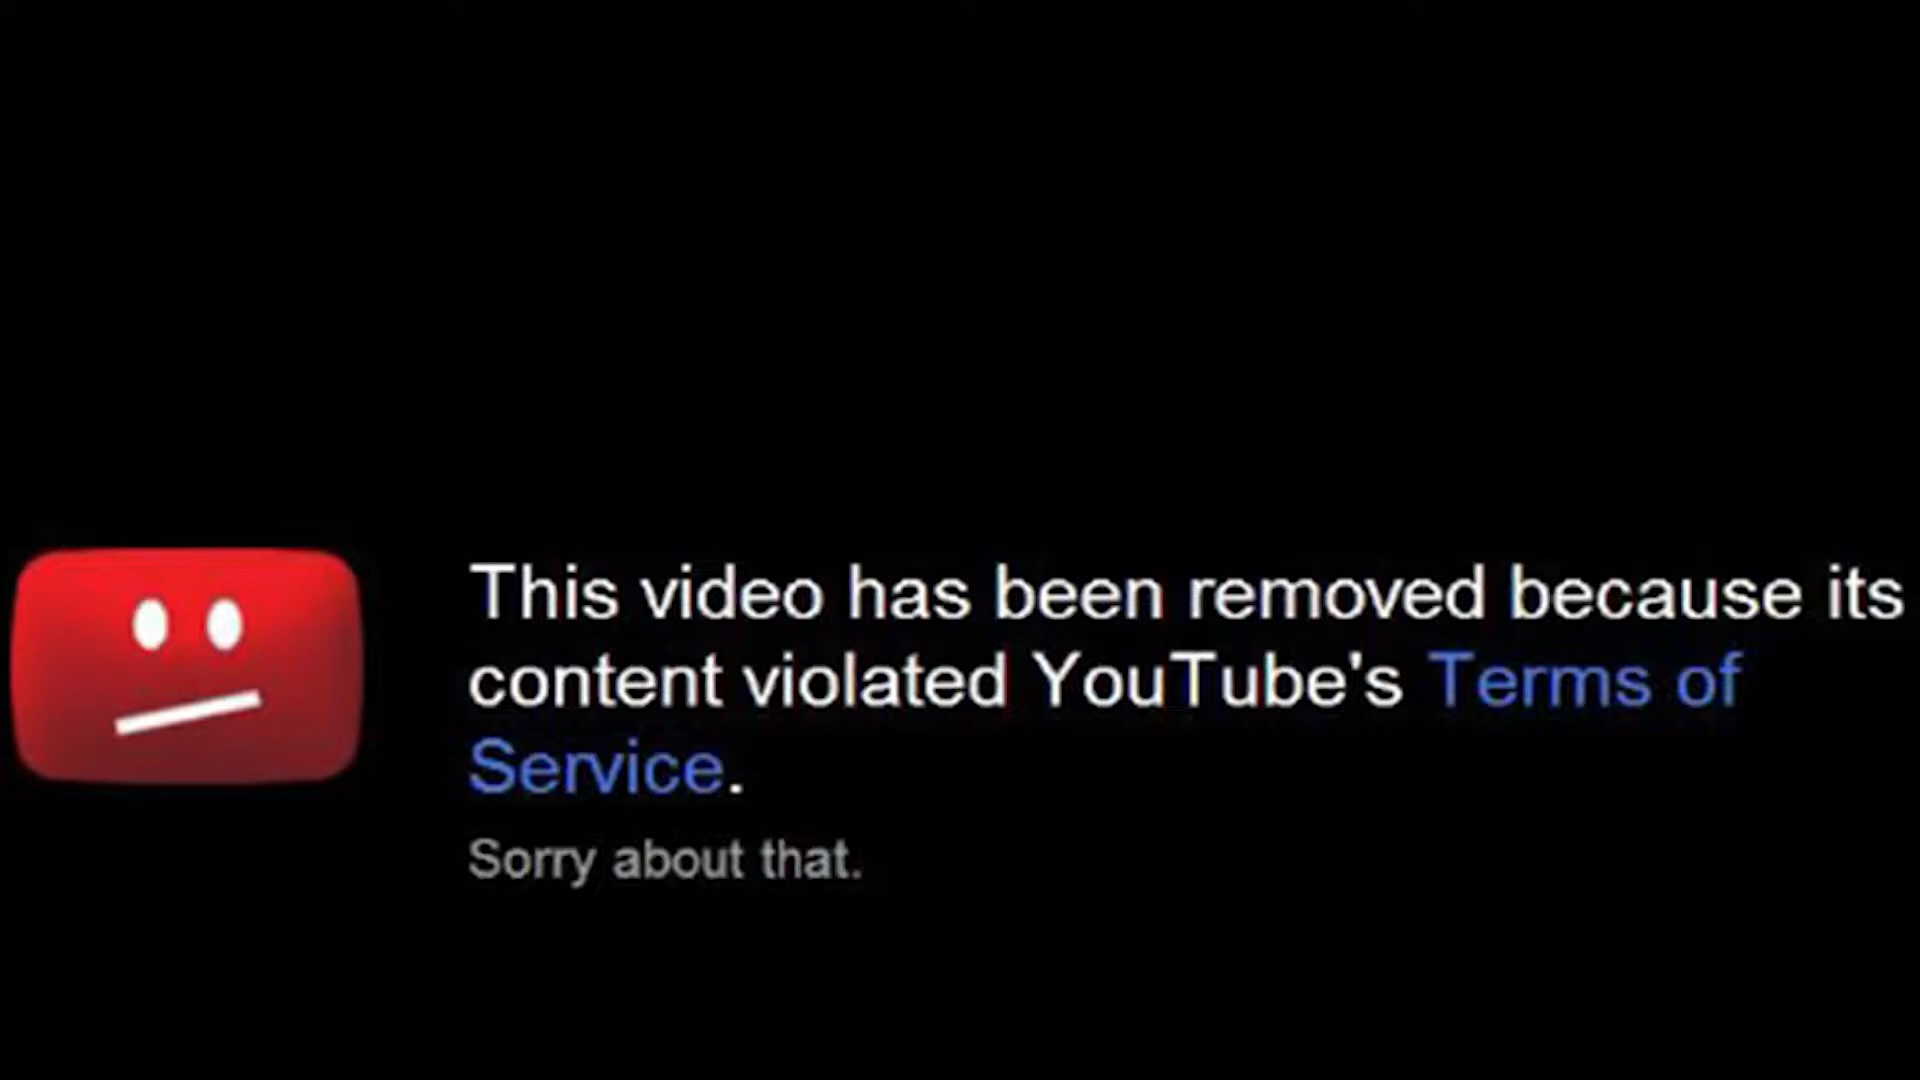 This video has been removed because its
content violated YouTube's Terms of
Service.
Sorry about that.